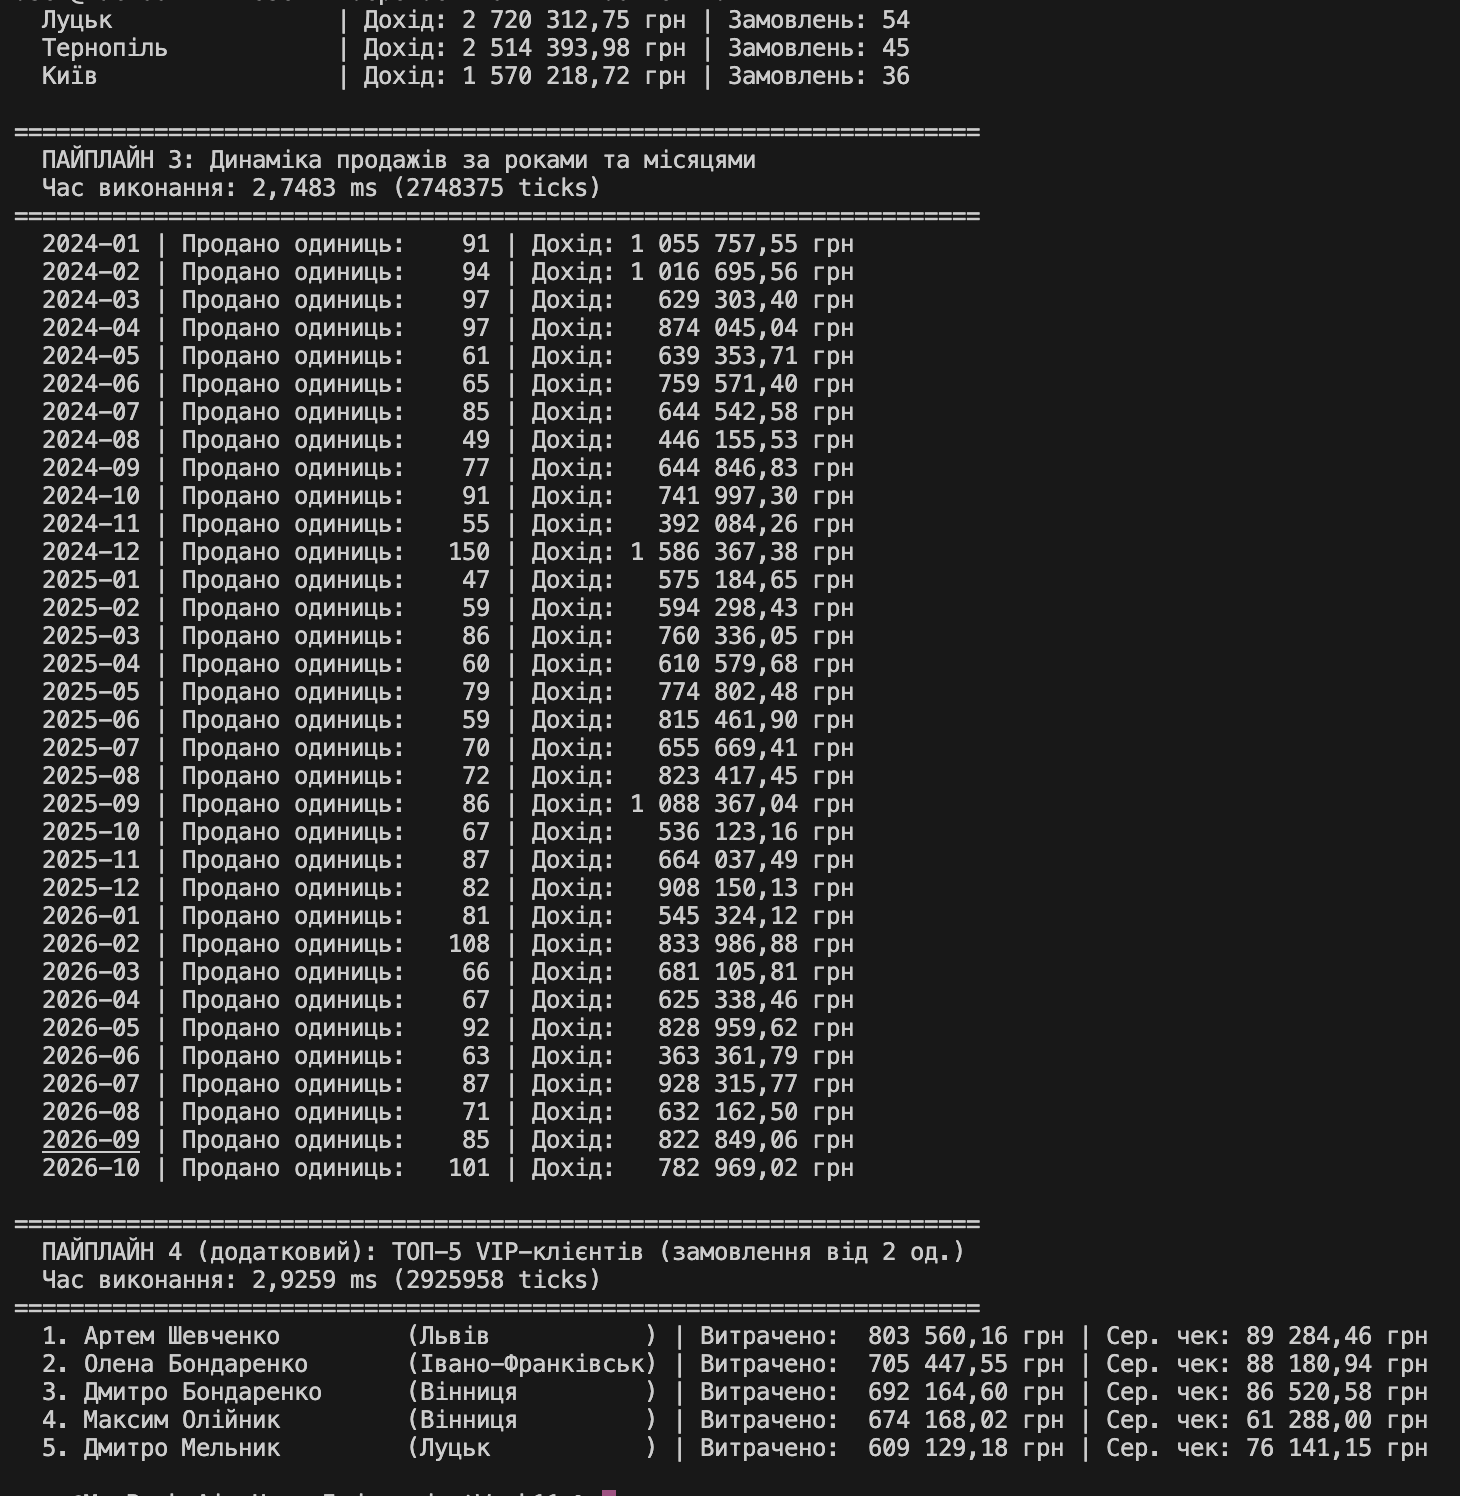 Луцьк | Дохід: 2 720 312,75 грн | Замовлень: 54
Тернопіль | Дохід: 2 514 393,98 грн | Замовлень: 45
Київ | Дохід: 1 570 218,72 грн | Замовлень: 36
=====================================================================
ПАЙПЛАЙН 3: Динаміка продажів за роками та місяцями
Час виконання: 2,7483 ms (2748375 ticks)
=====================================================================
2024-01 | Продано одиниць: 91 | Дохід: 1 055 757,55 грн
2024-02 | Продано одиниць: 94 | Дохід: 1 016 695,56 грн
2024-03 | Продано одиниць: 97 | Дохід: 629 303,40 грн
2024-04 | Продано одиниць: 97 | Дохід: 874 045,04 грн
2024-05 | Продано одиниць: 61 | Дохід: 639 353,71 грн
2024-06 | Продано одиниць: 65 | Дохід: 759 571,40 грн
2024-07 | Продано одиниць: 85 | Дохід: 644 542,58 грн
2024-08 | Продано одиниць: 49 | Дохід: 446 155,53 грн
2024-09 | Продано одиниць: 77 | Дохід: 644 846,83 грн
2024-10 | Продано одиниць: 91 | Дохід: 741 997,30 грн
2024-11 | Продано одиниць: 55 | Дохід: 392 084,26 грн
2024-12 | Продано одиниць: 150 | Дохід: 1 586 367,38 грн
2025-01 | Продано одиниць: 47 | Дохід: 575 184,65 грн
2025-02 | Продано одиниць: 59 | Дохід: 594 298,43 грн
2025-03 | Продано одиниць: 86 | Дохід: 760 336,05 грн
2025-04 | Продано одиниць: 60 | Дохід: 610 579,68 грн
2025-05 | Продано одиниць: 79 | Дохід: 774 802,48 грн
2025-06 | Продано одиниць: 59 | Дохід: 815 461,90 грн
2025-07 | Продано одиниць: 70 | Дохід: 655 669,41 грн
2025-08 | Продано одиниць: 72 | Дохід: 823 417,45 грн
2025-09 | Продано одиниць: 86 | Дохід: 1 088 367,04 грн
2025-10 | Продано одиниць: 67 | Дохід: 536 123,16 грн
2025-11 | Продано одиниць: 87 | Дохід: 664 037,49 грн
2025-12 | Продано одиниць: 82 | Дохід: 908 150,13 грн
2026-01 | Продано одиниць: 81 | Дохід: 545 324,12 грн
2026-02 | Продано одиниць: 108 | Дохід: 833 986,88 грн
2026-03 | Продано одиниць: 66 | Дохід: 681 105,81 грн
2026-04 | Продано одиниць: 67 | Дохід: 625 338,46 грн
2026-05 | Продано одиниць: 92 | Дохід: 828 959,62 грн
2026-06 | Продано одиниць: 63 | Дохід: 363 361,79 грн
2026-07 | Продано одиниць: 87 | Дохід: 928 315,77 грн
2026-08 | Продано одиниць: 71 | Дохід: 632 162,50 грн
2026-09 | Продано одиниць: 85 | Дохід: 822 849,06 грн
2026-10 | Продано одиниць: 101 | Дохід: 782 969,02 грн
=====================================================================
ПАЙПЛАЙН 4 (додатковий): ТОП-5 VIP-клієнтів (замовлення від 2 од.)
Час виконання: 2,9259 ms (2925958 ticks)
=====================================================================
1. Артем Шевченко (Львів ) | Витрачено: 803 560,16 грн | Сер. чек: 89 284,46 грн
2. Олена Бондаренко (Івано-Франківськ) | Витрачено: 705 447,55 грн | Сер. чек: 88 180,94 грн
3. Дмитро Бондаренко (Вінниця ) | Витрачено: 692 164,60 грн | Сер. чек: 86 520,58 грн
4. Максим Олійник (Вінниця ) | Витрачено: 674 168,02 грн | Сер. чек: 61 288,00 грн
5. Дмитро Мельник (Луцьк ) | Витрачено: 609 129,18 грн | Сер. чек: 76 141,15 грн